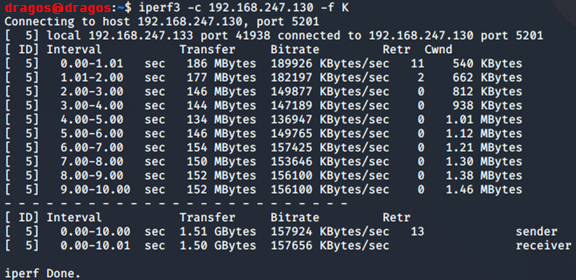 dragos@dragos:~$ iperf3 -c 192.168.247.130 -f K
Connecting to host 192.168.247.130, port 5201
[  5] local 192.168.247.133 port 41938 connected to 192.168.247.130 port 5201
[ ID] Interval           Transfer     Bitrate         Retr  Cwnd
[  5]   0.00-1.01   sec   186 MBytes  189926 KBytes/sec   11    540 KBytes
[  5]   1.01-2.00   sec   177 MBytes  182197 KBytes/sec    2    662 KBytes
[  5]   2.00-3.00   sec   146 MBytes  149877 KBytes/sec    0    812 KBytes
[  5]   3.00-4.00   sec   144 MBytes  147189 KBytes/sec    0    938 KBytes
[  5]   4.00-5.00   sec   134 MBytes  136947 KBytes/sec    0   1.01 MBytes
[  5]   5.00-6.00   sec   146 MBytes  149765 KBytes/sec    0   1.12 MBytes
[  5]   6.00-7.00   sec   154 MBytes  157425 KBytes/sec    0   1.21 MBytes
[  5]   7.00-8.00   sec   150 MBytes  153646 KBytes/sec    0   1.30 MBytes
[  5]   8.00-9.00   sec   152 MBytes  156100 KBytes/sec    0   1.38 MBytes
[  5]   9.00-10.00  sec   152 MBytes  156100 KBytes/sec    0   1.46 MBytes
- - - - - - - - - - - - - - - - - - - - - - - - -
[ ID] Interval           Transfer     Bitrate         Retr
[  5]   0.00-10.00  sec  1.51 GBytes  157924 KBytes/sec   13             sender
[  5]   0.00-10.01  sec  1.50 GBytes  157656 KBytes/sec                  receiver
iperf Done.